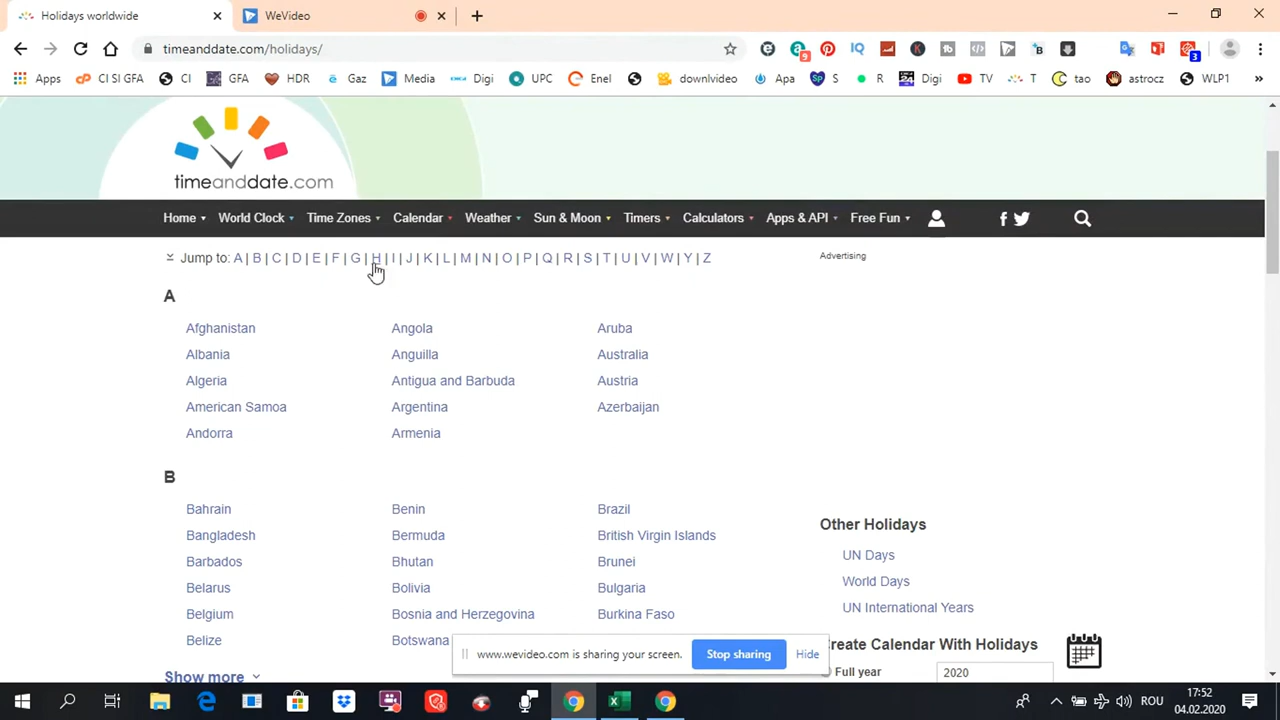 Holidays worldwide
WeVideo
timeanddate.com/holidays/
Apps CI SI GFA CI GFA HDR Gaz Media Digi UPC Enel downlvideo Apa S R Digi TV T tao astrocz WLP1 »
timeanddate.com
Home World Clock Time Zones Calendar Weather Sun & Moon Timers Calculators Apps & API Free Fun
Jump to: A | B | C | D | E | F | G | H | I | J | K | L | M | N | O | P | Q | R | S | T | U | V | W | Y | Z
Advertising
A
Afghanistan Angola Aruba
Albania Anguilla Australia
Algeria Antigua and Barbuda Austria
American Samoa Argentina Azerbaijan
Andorra Armenia
B
Bahrain Benin Brazil
Bangladesh Bermuda British Virgin Islands
Barbados Bhutan Brunei
Belarus Bolivia Bulgaria
Belgium Bosnia and Herzegovina Burkina Faso
Belize Botswana
Show more
Other Holidays
UN Days
World Days
UN International Years
Create Calendar With Holidays
Full year 2020
www.wevideo.com is sharing your screen. Stop sharing Hide
ROU
17:52
04.02.2020